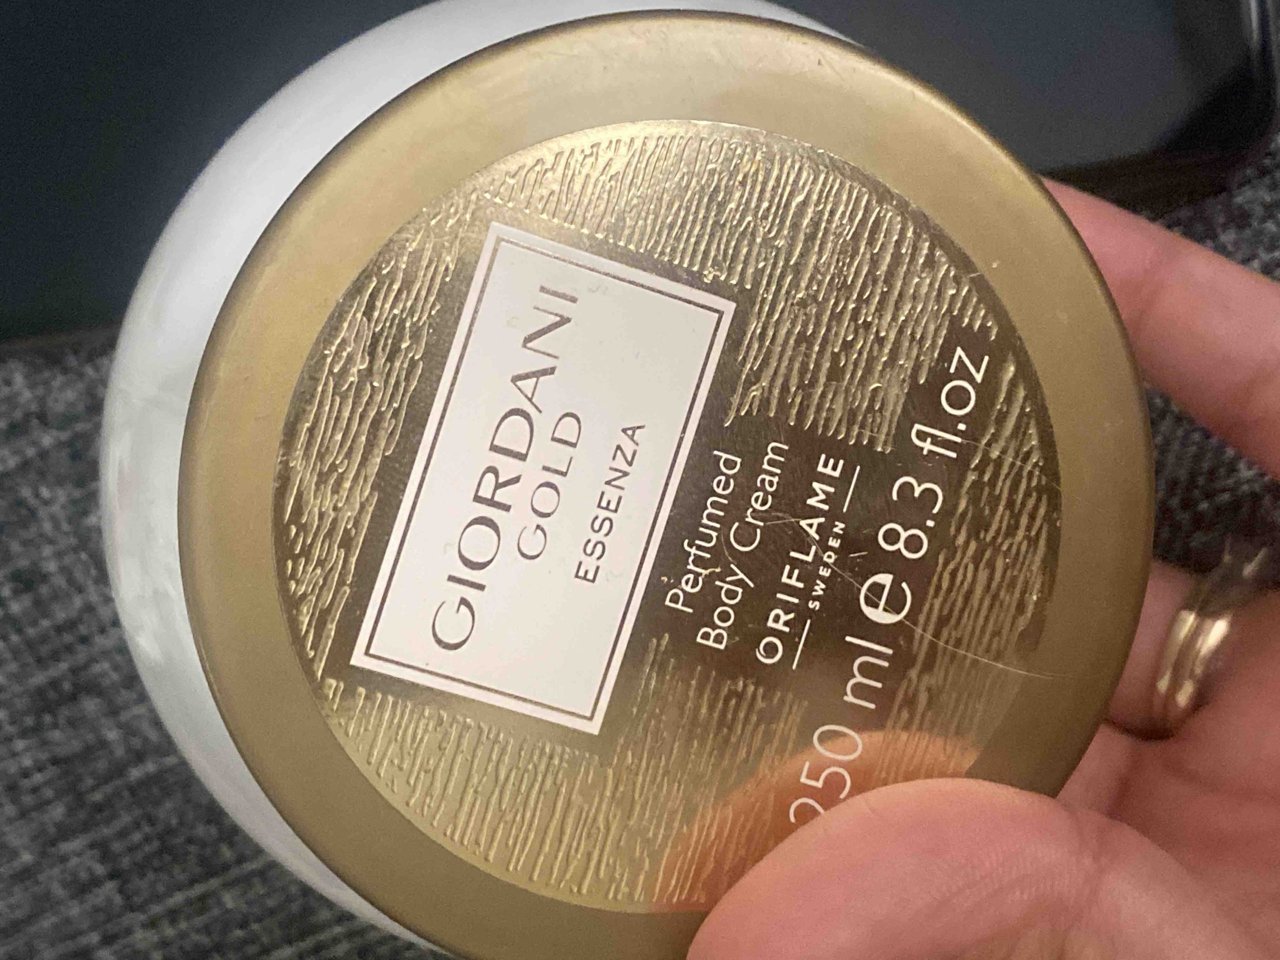 GIORDANI
GOLD
ESSENZA
Perfumed
Body Cream
ORIFLAME
SWEDEN
250 ml e 8.3 fl.oz